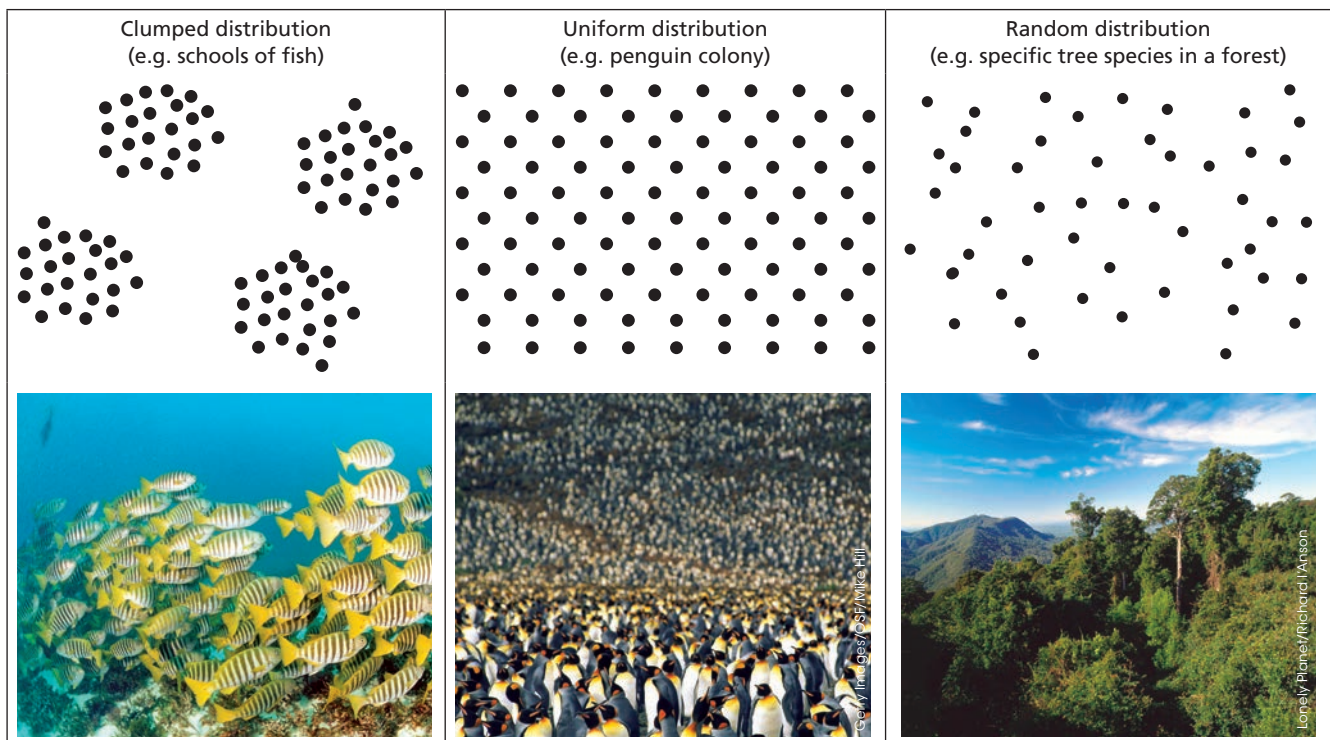 Clumped distribution
(e.g. schools of fish)
Uniform distribution
(e.g. penguin colony)
Random distribution
(e.g. specific tree species in a forest)
Getty Images/OSF/Mike Hill
Lonely Planet/Richard I'Anson